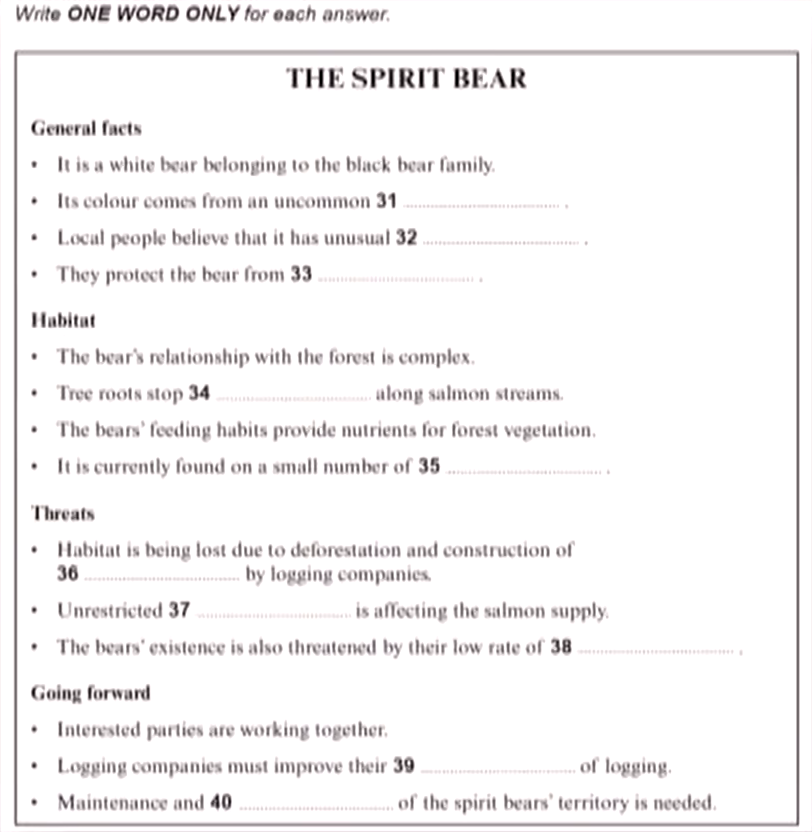 Write ONE WORD ONLY for each answer.
THE SPIRIT BEAR
General facts
• It is a white bear belonging to the black bear family.
• Its colour comes from an uncommon 31 .............................. .
• Local people believe that it has unusual 32 .............................. .
• They protect the bear from 33 .............................. .
Habitat
• The bear's relationship with the forest is complex.
• Tree roots stop 34 .............................. along salmon streams.
• The bears' feeding habits provide nutrients for forest vegetation.
• It is currently found on a small number of 35 .............................. .
Threats
• Habitat is being lost due to deforestation and construction of
36 .............................. by logging companies.
• Unrestricted 37 .............................. is affecting the salmon supply.
• The bears' existence is also threatened by their low rate of 38 .............................. .
Going forward
• Interested parties are working together.
• Logging companies must improve their 39 .............................. of logging.
• Maintenance and 40 .............................. of the spirit bears' territory is needed.